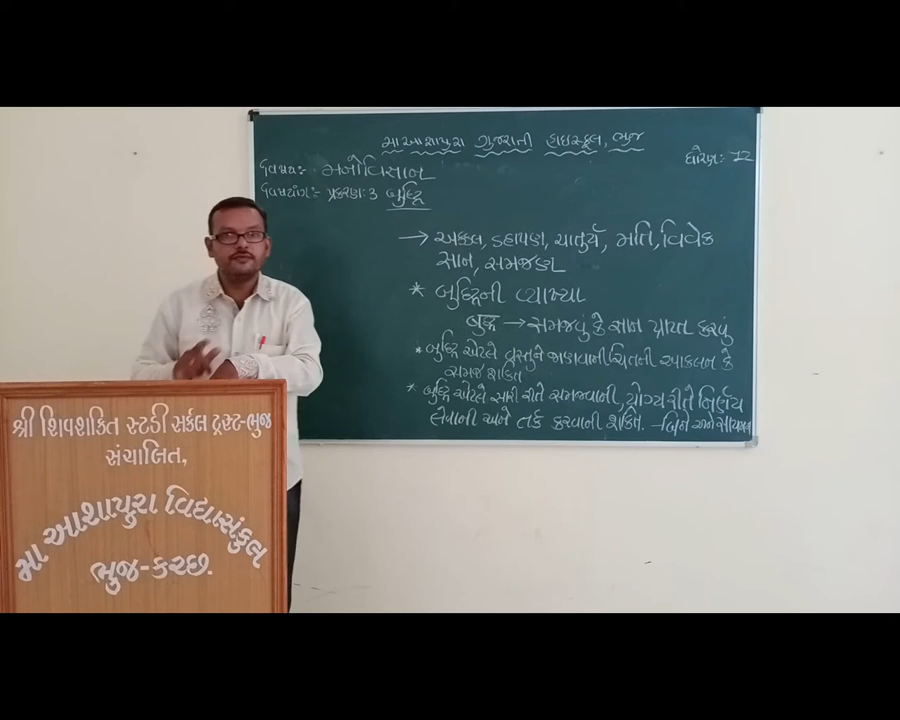 મા આશાપુરા ગુજરાતી હાઇસ્કૂલ, ભુજ
ધોરણ:- 12
વિષય:- મનોવિજ્ઞાન
વિષયાંગ:- પ્રકરણ: 3 બુદ્ધિ
→ અક્કલ, ડહાપણ, ચાતુર્ય, મતિ, વિવેક
જ્ઞાન, સમજણ
* બુદ્ધિની વ્યાખ્યા
બુદ્ધ → સમજવું કે જ્ઞાન પ્રાપ્ત કરવું
* બુદ્ધિ એટલે વસ્તુને જાણવાની ચિતની આકલન કે
સમજ શક્તિ
* બુદ્ધિ એટલે સારી રીતે સમજવાની, યોગ્ય રીતે નિર્ણય
લેવાની અને તર્ક કરવાની શક્તિ. - બિને અને સાયમન
શ્રી શિવશકિત સ્ટડી સર્કલ ટ્રસ્ટ-ભુજ
સંચાલિત,
મા આશાપુરા વિદ્યાસંકુલ
ભુજ-કચ્છ.